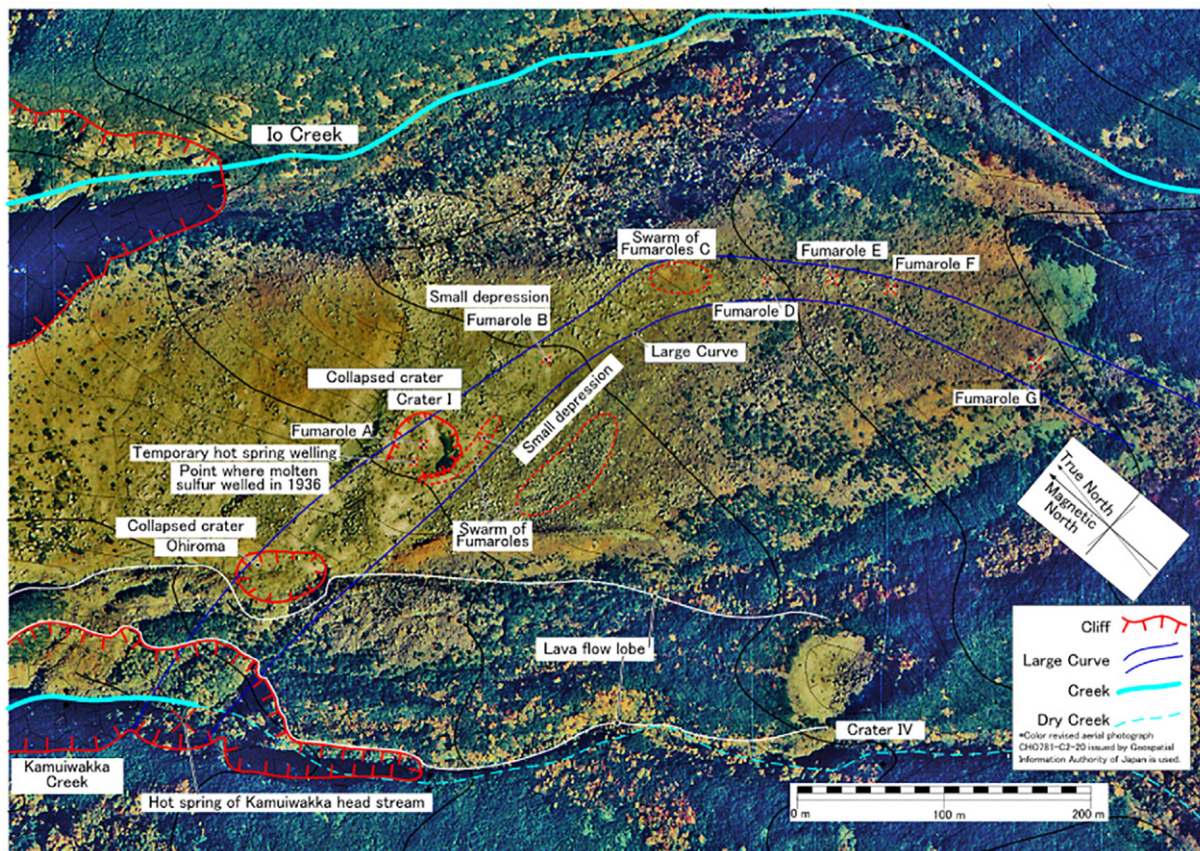 Io Creek
Swarm of
Fumaroles C
Fumarole E
Fumarole F
Small depression
Fumarole B
Fumarole D
Large Curve
Collapsed crater
Crater I
Fumarole G
Small depression
Fumarole A
Temporary hot spring welling
Point where molten
sulfur welled in 1936
True North
Magnetic
North
Collapsed crater
Ohiroma
Swarm of
Fumaroles
Lava flow lobe
Crater IV
Kamuiwakka
Creek
Hot spring of Kamuiwakka head stream
Cliff
Large Curve
Creek
Dry Creek
*Color revised aerial photograph
CHO781-C2-20 issued by Geospatial
Information Authority of Japan is used.
0 m 100 m 200 m